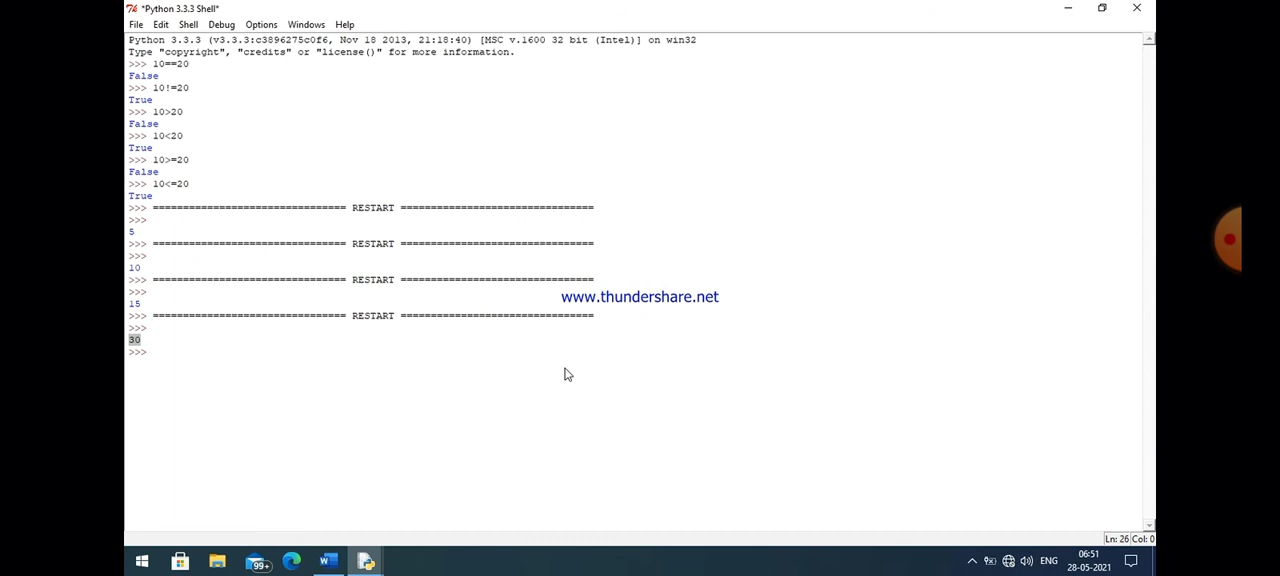 *Python 3.3.3 Shell*
File Edit Shell Debug Options Windows Help
Python 3.3.3 (v3.3.3:c3896275c0f6, Nov 18 2013, 21:18:40) [MSC v.1600 32 bit (Intel)] on win32
Type "copyright", "credits" or "license()" for more information.
>>> 10==20
False
>>> 10!=20
True
>>> 10>20
False
>>> 10<20
True
>>> 10>=20
False
>>> 10<=20
True
>>> ================================ RESTART ================================
>>>
5
>>> ================================ RESTART ================================
>>>
10
>>> ================================ RESTART ================================
>>>
15
>>> ================================ RESTART ================================
>>>
30
>>>
www.thundershare.net
Ln: 26 Col: 0
99+
ENG
06:51
28-05-2021